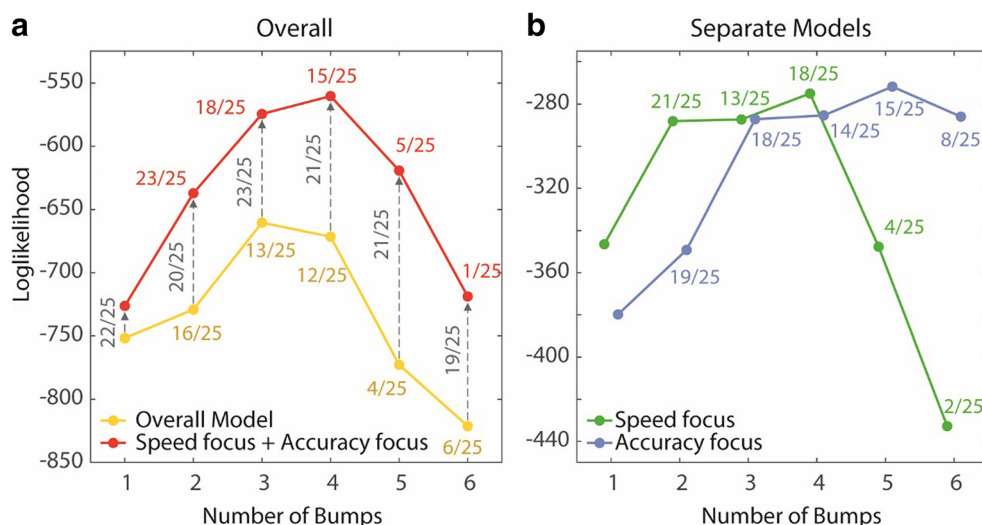 a
Overall
Loglikelihood
-550
-600
-650
-700
-750
-800
-850
23/25
18/25
15/25
5/25
1/25
22/25
20/25
23/25
21/25
21/25
19/25
16/25
13/25
12/25
4/25
6/25
Overall Model
Speed focus + Accuracy focus
1 2 3 4 5 6
Number of Bumps
b
Separate Models
-280
-320
-360
-400
-440
21/25
13/25
18/25
18/25
14/25
15/25
8/25
19/25
4/25
2/25
Speed focus
Accuracy focus
1 2 3 4 5 6
Number of Bumps